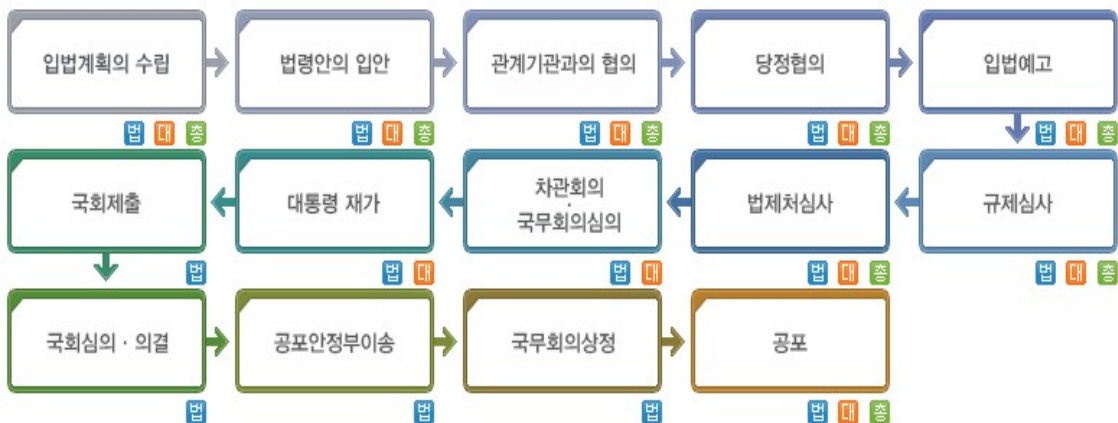 입법계획의 수립
법령안의 입안
관계기관과의 협의
당정협의
입법예고
법 대 총
법 대 총
법 대 총
법 대 총
법 대 총
국회제출
대통령 재가
차관회의
·
국무회의심의
법제처심사
규제심사
법
법 대
법 대
법 대 총
법 대 총
국회심의 · 의결
공포안정부이송
국무회의상정
공포
법
법
법
법 대 총